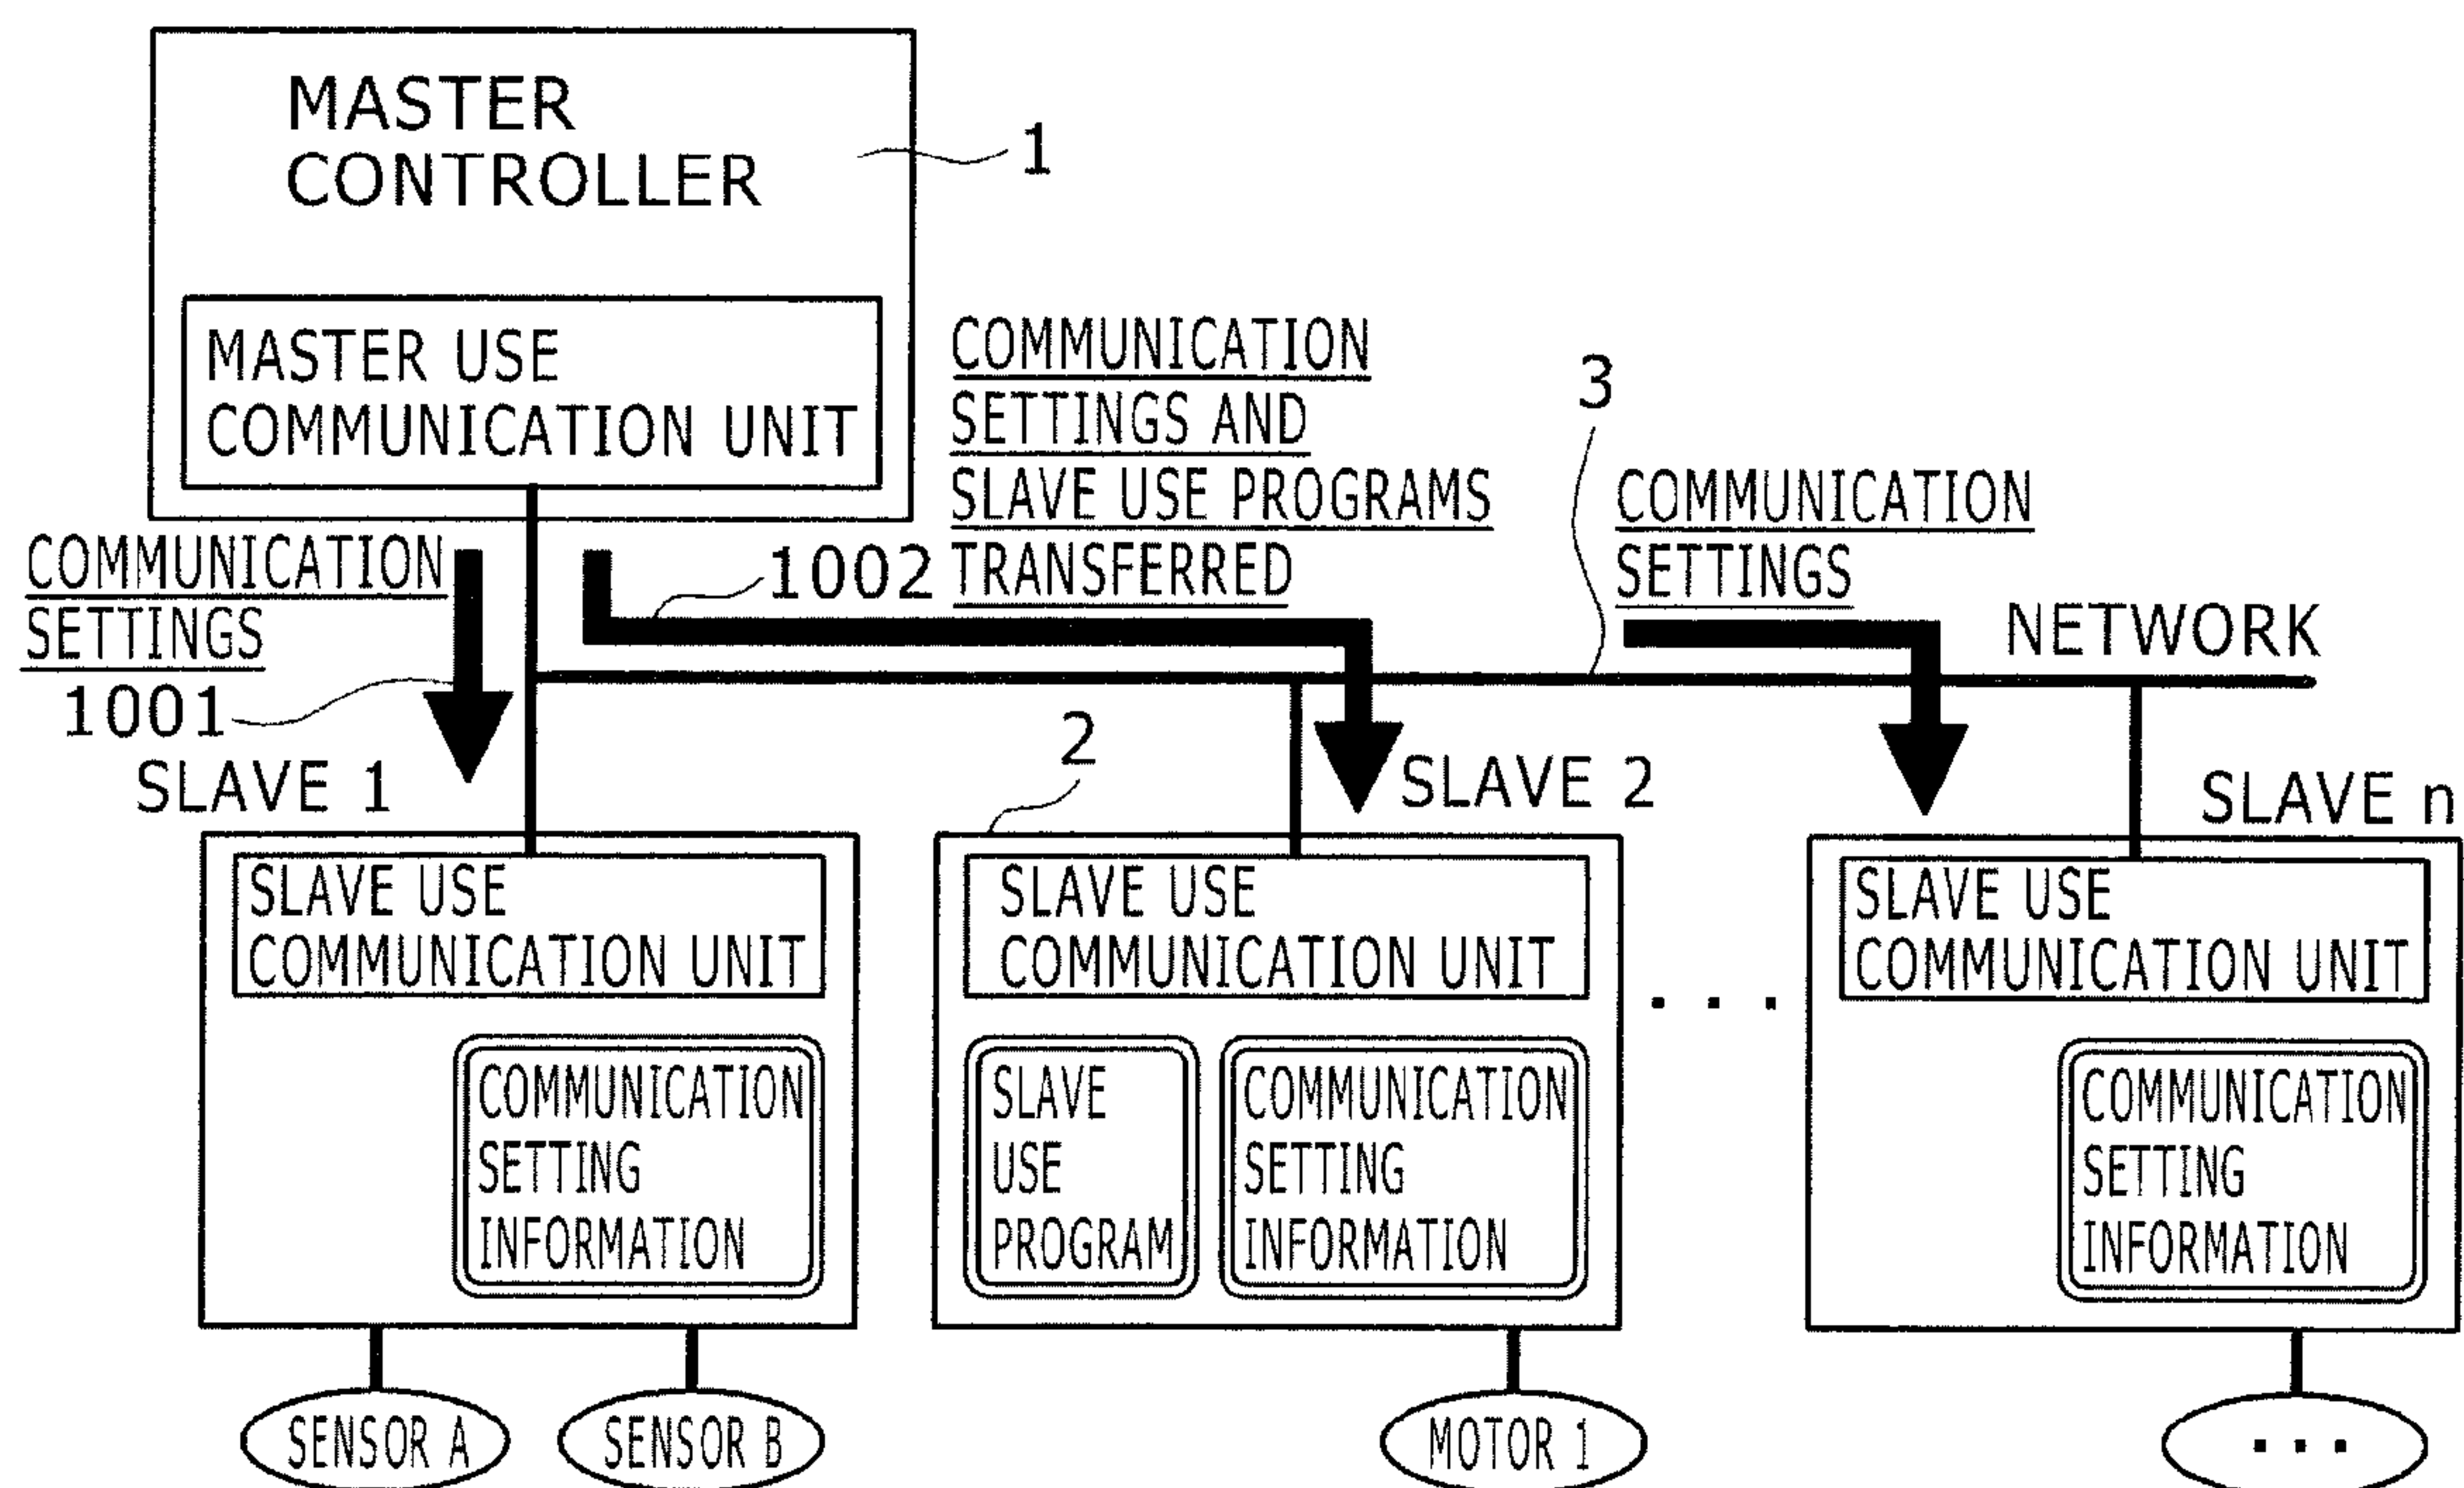 MASTER
CONTROLLER
1
MASTER USE
COMMUNICATION UNIT
COMMUNICATION
SETTINGS AND
SLAVE USE PROGRAMS
TRANSFERRED
3
COMMUNICATION
SETTINGS
COMMUNICATION
SETTINGS
1002
NETWORK
1001
SLAVE 1
2
SLAVE 2
SLAVE n
SLAVE USE
COMMUNICATION UNIT
COMMUNICATION
SETTING
INFORMATION
SLAVE USE
COMMUNICATION UNIT
SLAVE
USE
PROGRAM
COMMUNICATION
SETTING
INFORMATION
. . .
SLAVE USE
COMMUNICATION UNIT
COMMUNICATION
SETTING
INFORMATION
SENSOR A
SENSOR B
MOTOR 1
...